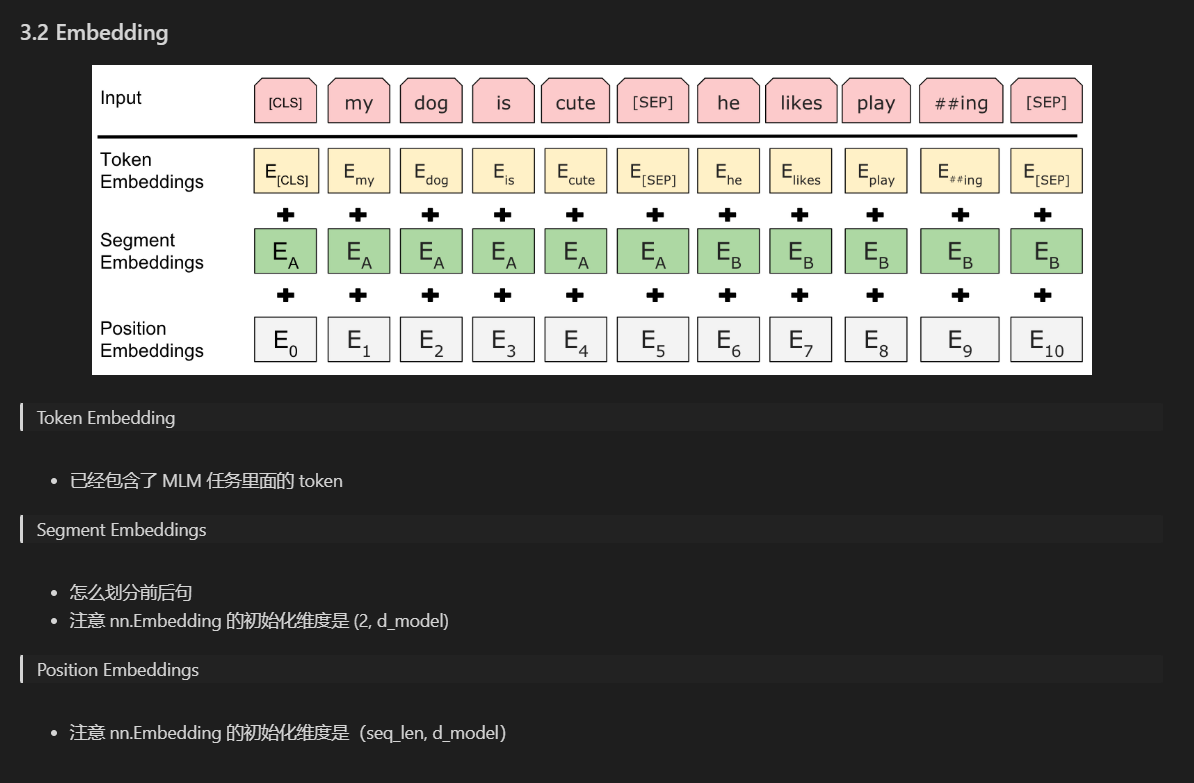 3.2 Embedding
Input [CLS] my dog is cute [SEP] he likes play ##ing [SEP]
Token Embeddings E[CLS] Emy Edog Eis Ecute E[SEP] Ehe Elikes Eplay E##ing E[SEP]
+ + + + + + + + + + +
Segment Embeddings EA EA EA EA EA EA EB EB EB EB EB
+ + + + + + + + + + +
Position Embeddings E0 E1 E2 E3 E4 E5 E6 E7 E8 E9 E10
Token Embedding
• 已经包含了 MLM 任务里面的 token
Segment Embeddings
• 怎么划分前后句
• 注意 nn.Embedding 的初始化维度是 (2, d_model)
Position Embeddings
• 注意 nn.Embedding 的初始化维度是（seq_len, d_model）